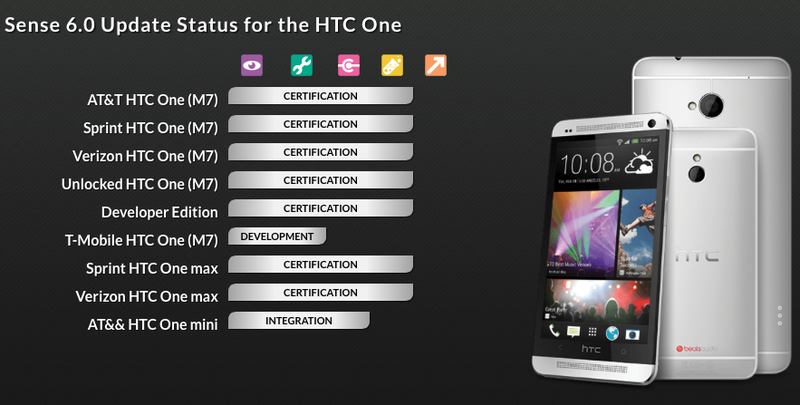 Sense 6.0 Update Status for the HTC One
AT&T HTC One (M7) CERTIFICATION
Sprint HTC One (M7) CERTIFICATION
Verizon HTC One (M7) CERTIFICATION
Unlocked HTC One (M7) CERTIFICATION
Developer Edition CERTIFICATION
T-Mobile HTC One (M7) DEVELOPMENT
Sprint HTC One max CERTIFICATION
Verizon HTC One max CERTIFICATION
AT&& HTC One mini INTEGRATION
10:08
hTC
hTC
beatsaudio